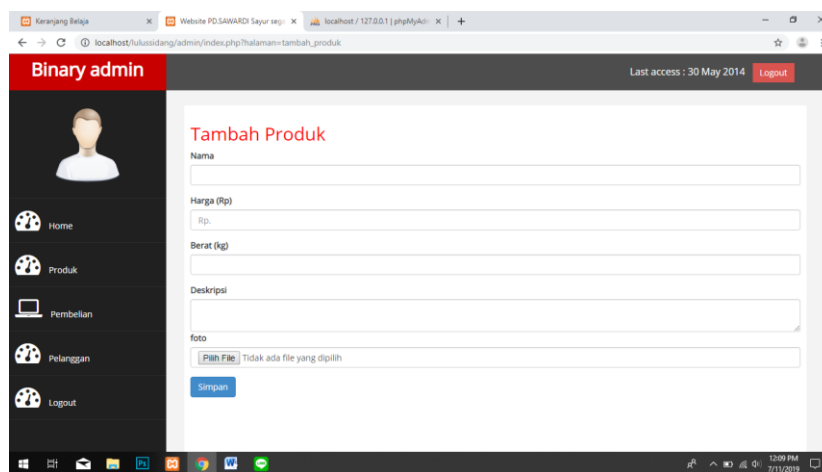 Keranjang Belaja
Website PD.SAWARDI Sayur sega
localhost / 127.0.0.1 | phpMyAdm
localhost/lulussidang/admin/index.php?halaman=tambah_produk
Binary admin
Last access : 30 May 2014
Logout
Tambah Produk
Nama
Harga (Rp)
Rp.
Berat (kg)
Deskripsi
foto
Pilih File Tidak ada file yang dipilih
Simpan
Home
Produk
Pembelian
Pelanggan
Logout
Ps
W
12:09 PM
7/11/2019